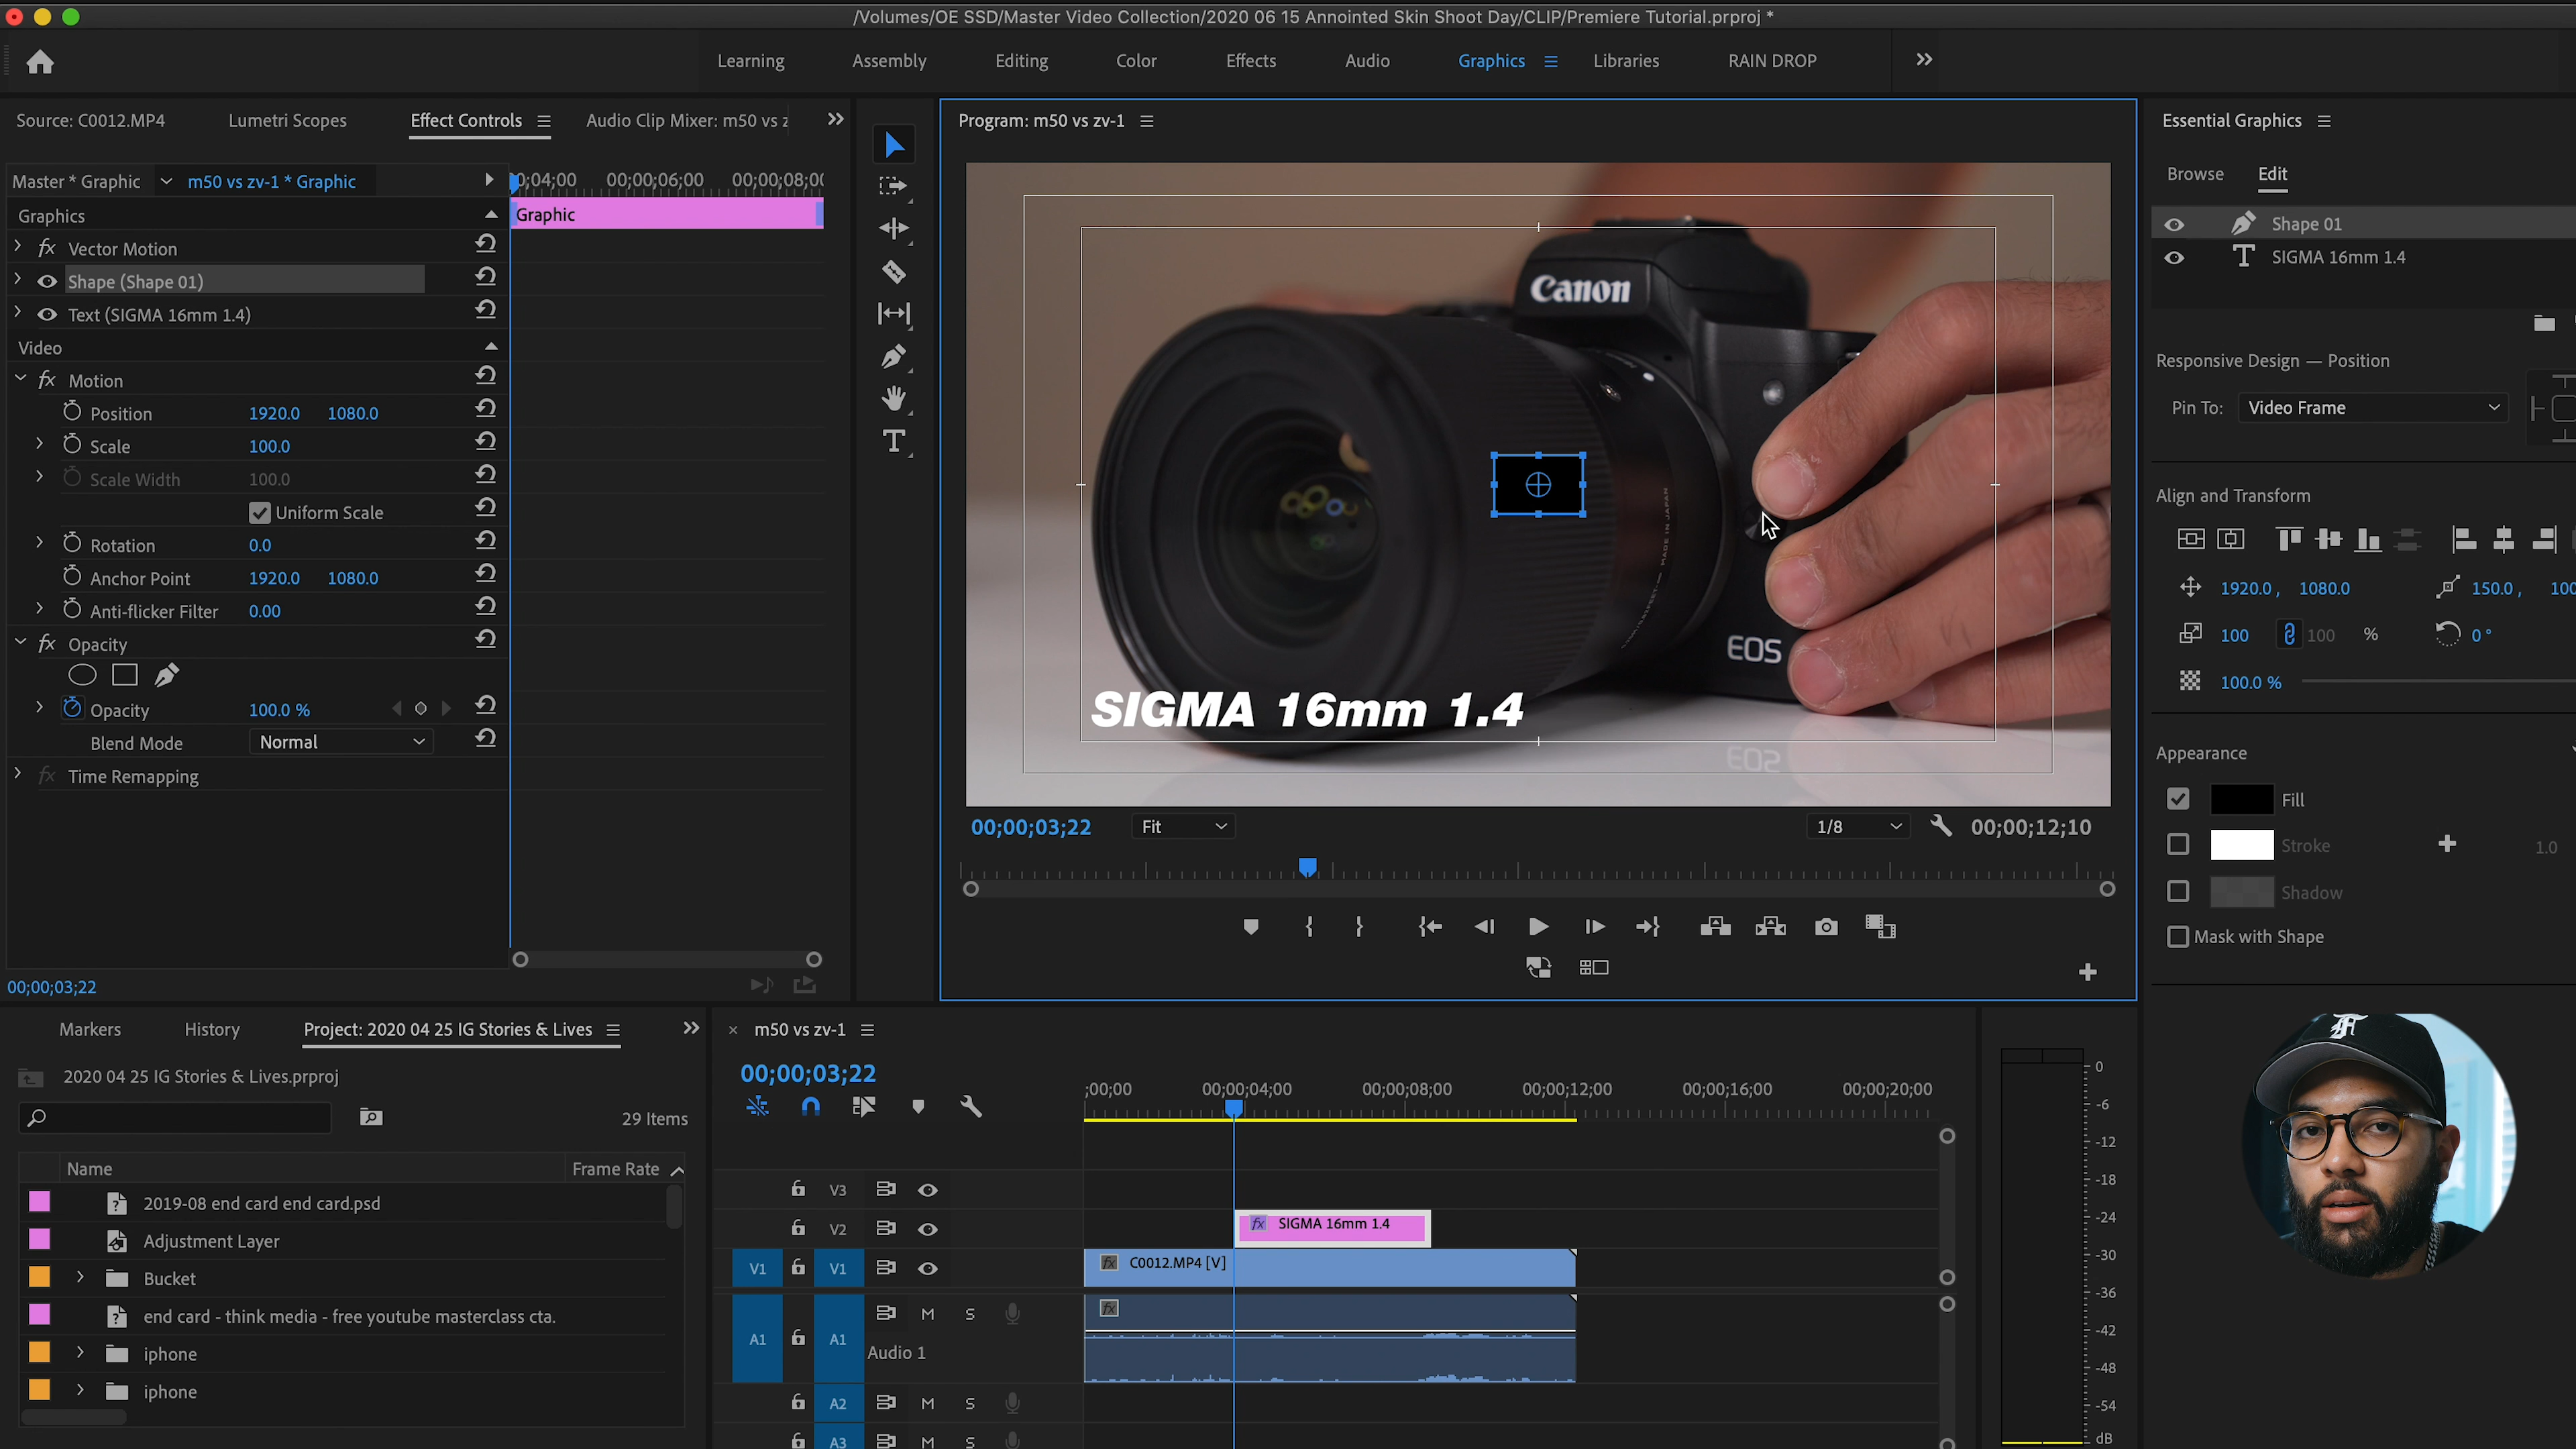 /Volumes/OE SSD/Master Video Collection/2020 06 15 Annointed Skin Shoot Day/CLIP/Premiere Tutorial.prproj *
Learning Assembly Editing Color Effects Audio Graphics Libraries RAIN DROP
Source: C0012.MP4 Lumetri Scopes Effect Controls Audio Clip Mixer: m50 vs z
Program: m50 vs zv-1
Essential Graphics
Browse Edit
Master * Graphic m50 vs zv-1 * Graphic
0;04;00 00;00;06;00 00;00;08;0
Graphics
Graphic
fx Vector Motion
Shape (Shape 01)
Text (SIGMA 16mm 1.4)
Video
fx Motion
Position 1920.0 1080.0
Scale 100.0
Scale Width 100.0
Uniform Scale
Rotation 0.0
Anchor Point 1920.0 1080.0
Anti-flicker Filter 0.00
fx Opacity
Opacity 100.0 %
Blend Mode Normal
fx Time Remapping
00;00;03;22
Canon
EOS
MADE IN JAPAN
SIGMA 16mm 1.4
00;00;03;22 Fit 1/8 00;00;12;10
Shape 01
T SIGMA 16mm 1.4
Responsive Design — Position
Pin To: Video Frame
Align and Transform
1920.0 , 1080.0 150.0 , 100
100 100 % 0 °
100.0 %
Appearance
Fill
Stroke 1.0
Shadow
Mask with Shape
Markers History Project: 2020 04 25 IG Stories & Lives
2020 04 25 IG Stories & Lives.prproj
29 Items
Name Frame Rate
2019-08 end card end card.psd
Adjustment Layer
Bucket
end card - think media - free youtube masterclass cta.
iphone
iphone
× m50 vs zv-1
00;00;03;22
;00;00 00;00;04;00 00;00;08;00 00;00;12;00 00;00;16;00 00;00;20;00
V3
V2
fx SIGMA 16mm 1.4
V1 V1
fx C0012.MP4 [V]
fx
A1 A1 M S
Audio 1
A2 M S
A3 M S
0
-6
-12
-18
-24
-30
-36
-42
-48
-54
dB